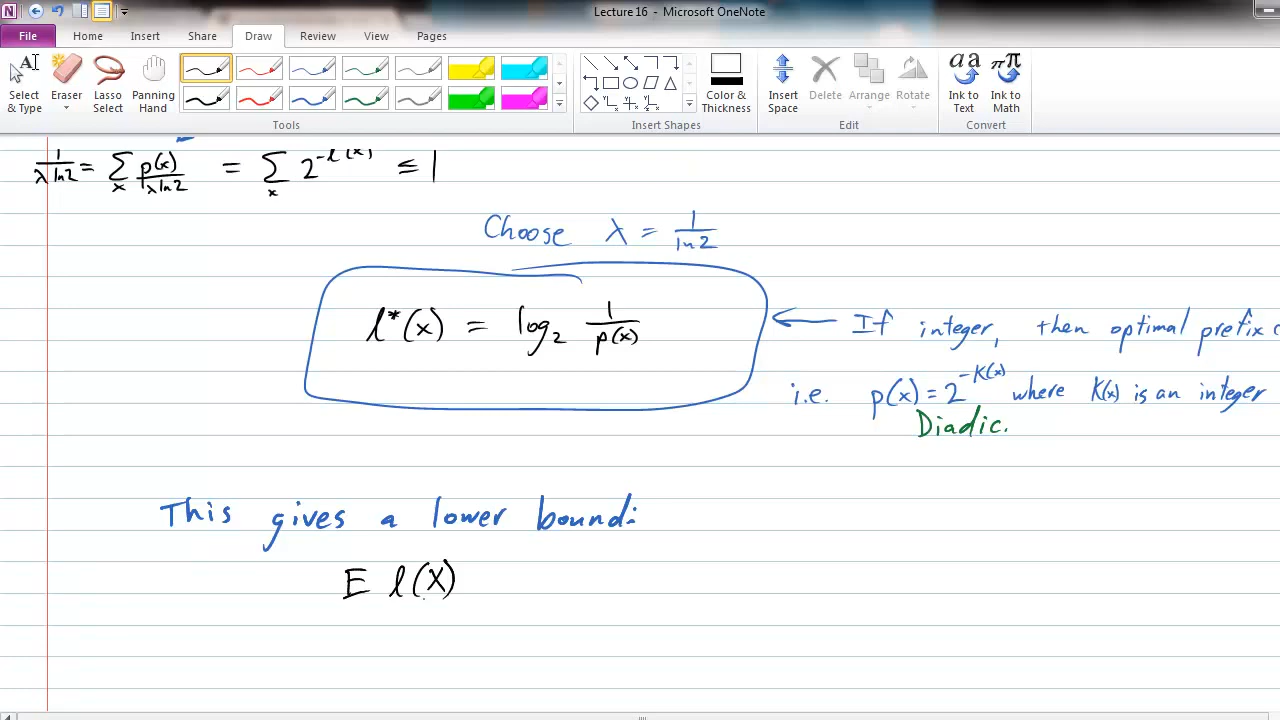 Lecture 16 - Microsoft OneNote
File Home Insert Share Draw Review View Pages
Select & Type Eraser Lasso Select Panning Hand Color & Thickness Insert Space Delete Arrange Rotate Ink to Text Ink to Math
Tools Insert Shapes Edit Convert
1/(λ ln2) = Σ_x p(x)/(λ ln2) = Σ_x 2^{-l(x)} ≤ 1
Choose λ = 1/ln2
l*(x) = log₂ 1/p(x)
← If integer, then optimal prefix
i.e. p(x) = 2^{-K(x)} where K(x) is an integer
Diadic.
This gives a lower bound:
E l(X)